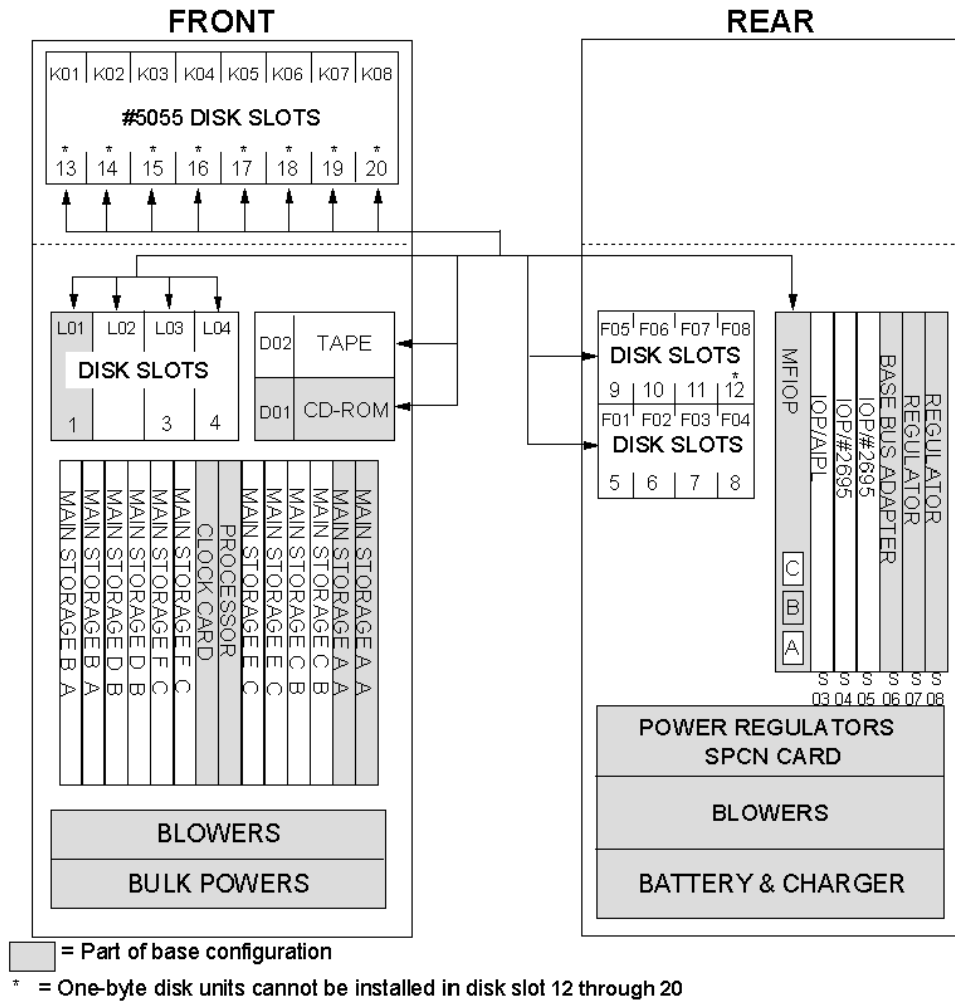 FRONT
K01 K02 K03 K04 K05 K06 K07 K08
#5055 DISK SLOTS
* * * * * * * *
13 14 15 16 17 18 19 20
L01 L02 L03 L04
DISK SLOTS
1 3 4
D02 TAPE
D01 CD-ROM
MAIN STORAGE B A
MAIN STORAGE B A
MAIN STORAGE D B
MAIN STORAGE D B
MAIN STORAGE F C
MAIN STORAGE F C
CLOCK CARD
PROCESSOR
MAIN STORAGE E C
MAIN STORAGE E C
MAIN STORAGE C B
MAIN STORAGE C B
MAIN STORAGE A A
MAIN STORAGE A A
BLOWERS
BULK POWERS
REAR
F05 F06 F07 F08
DISK SLOTS
*
9 10 11 12
F01 F02 F03 F04
DISK SLOTS
5 6 7 8
MFIOP
C
B
A
IOP/AIPL
IOP/#2695
IOP/#2695
BASE BUS ADAPTER
REGULATOR
REGULATOR
S S S S S S
03 04 05 06 07 08
POWER REGULATORS
SPCN CARD
BLOWERS
BATTERY & CHARGER
= Part of base configuration
* = One-byte disk units cannot be installed in disk slot 12 through 20